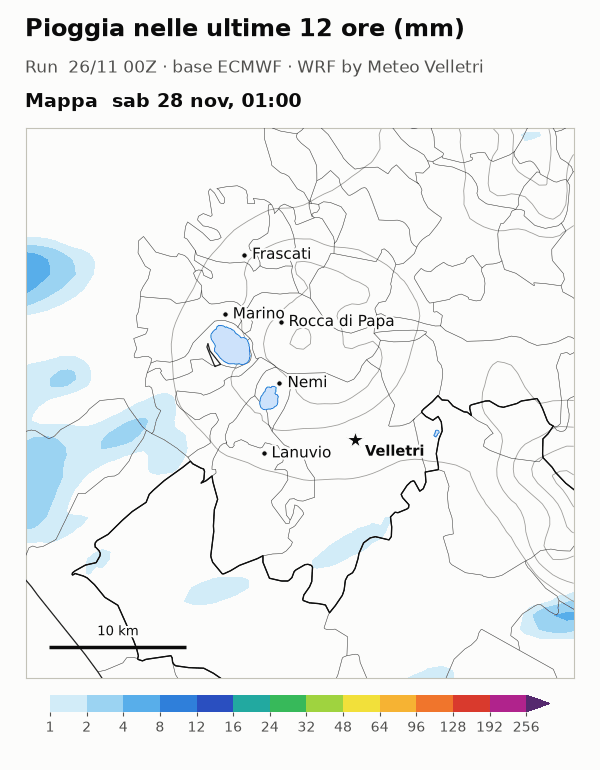 Pioggia nelle ultime 12 ore (mm)
Run  26/11 00Z · base ECMWF · WRF by Meteo Velletri
Mappa  sab 28 nov, 01:00
Frascati
Marino
Rocca di Papa
Nemi
Velletri
Lanuvio
10 km
1 2 4 8 12 16 24 32 48 64 96 128 192 256